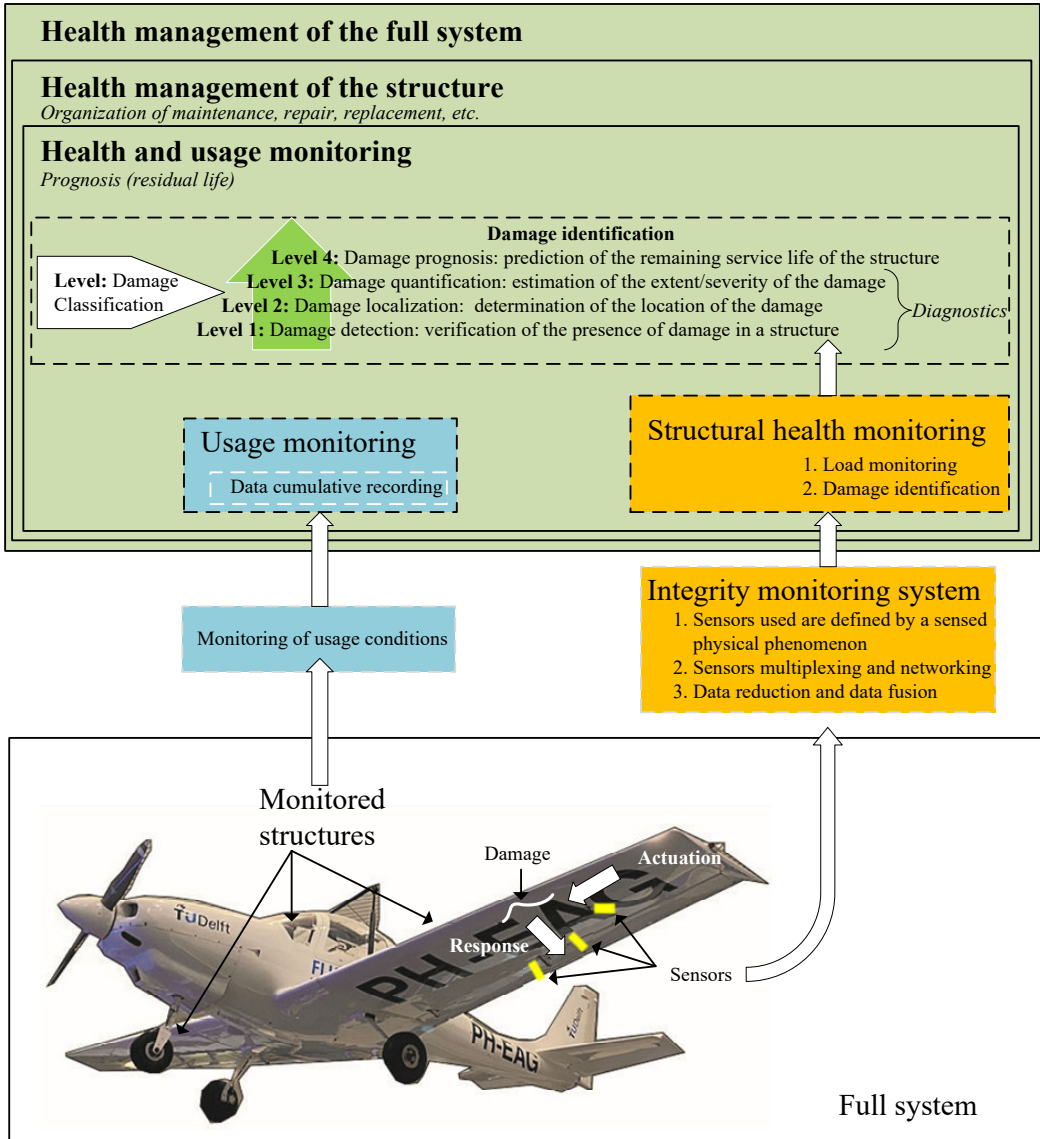 Health management of the full system
Health management of the structure
Organization of maintenance, repair, replacement, etc.
Health and usage monitoring
Prognosis (residual life)
Damage identification
Level 4: Damage prognosis: prediction of the remaining service life of the structure
Level 3: Damage quantification: estimation of the extent/severity of the damage
Level 2: Damage localization: determination of the location of the damage
Level 1: Damage detection: verification of the presence of damage in a structure
Level: Damage
Classification
Diagnostics
Usage monitoring
Data cumulative recording
Structural health monitoring
1. Load monitoring
2. Damage identification
Monitoring of usage conditions
Integrity monitoring system
1. Sensors used are defined by a sensed
physical phenomenon
2. Sensors multiplexing and networking
3. Data reduction and data fusion
Monitored
structures
Damage
Actuation
Response
Sensors
TUDelft
PH-EAG
TUDelft
PH-EAG
Full system